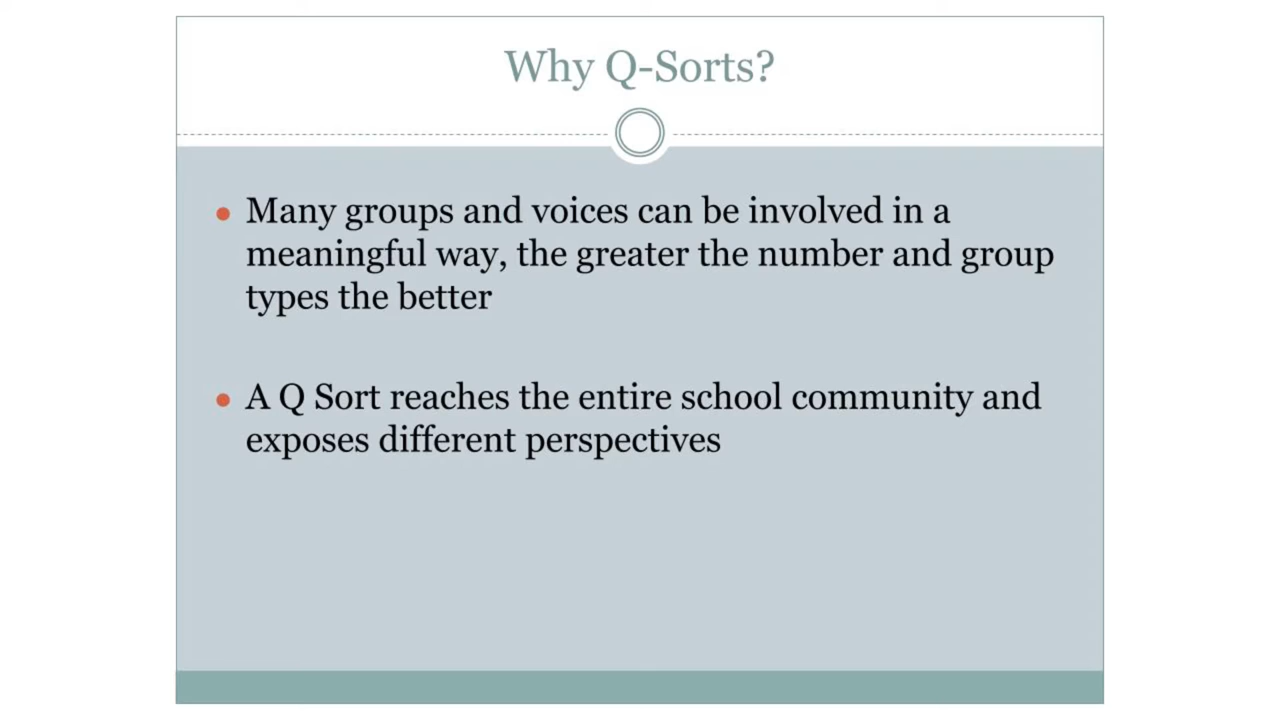 Why Q-Sorts?
• Many groups and voices can be involved in a
meaningful way, the greater the number and group
types the better
• A Q Sort reaches the entire school community and
exposes different perspectives